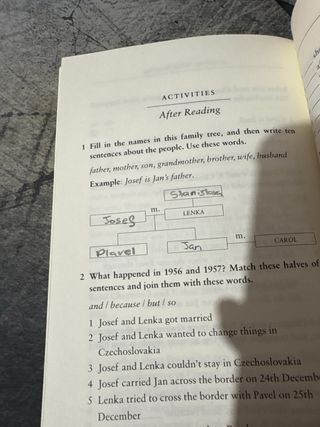 ACTIVITIES
After Reading
1 Fill in the names in this family tree, and then write ten
sentences about the people. Use these words.
father, mother, son, grandmother, brother, wife, husband
Example: Josef is Jan's father.
m.
Josef
LENKA
Plavel
Jan
m.
CAROL
2 What happened in 1956 and 1957? Match these halves of
sentences and join them with these words.
and / because / but / so
1 Josef and Lenka got married
2 Josef and Lenka wanted to change things in
Czechoslovakia
3 Josef and Lenka couldn't stay in Czechoslovakia
4 Josef carried Jan across the border on 24th Decembe
5 Lenka tried to cross the border with Pavel on 25th
December